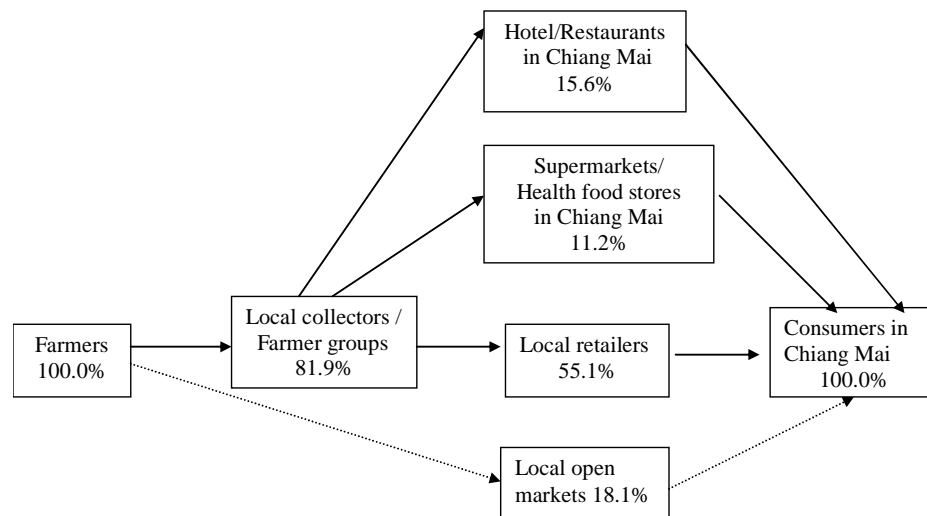 Hotel/Restaurants
in Chiang Mai
15.6%
Supermarkets/
Health food stores
in Chiang Mai
11.2%
Farmers
100.0%
Local collectors /
Farmer groups
81.9%
Local retailers
55.1%
Consumers in
Chiang Mai
100.0%
Local open
markets 18.1%